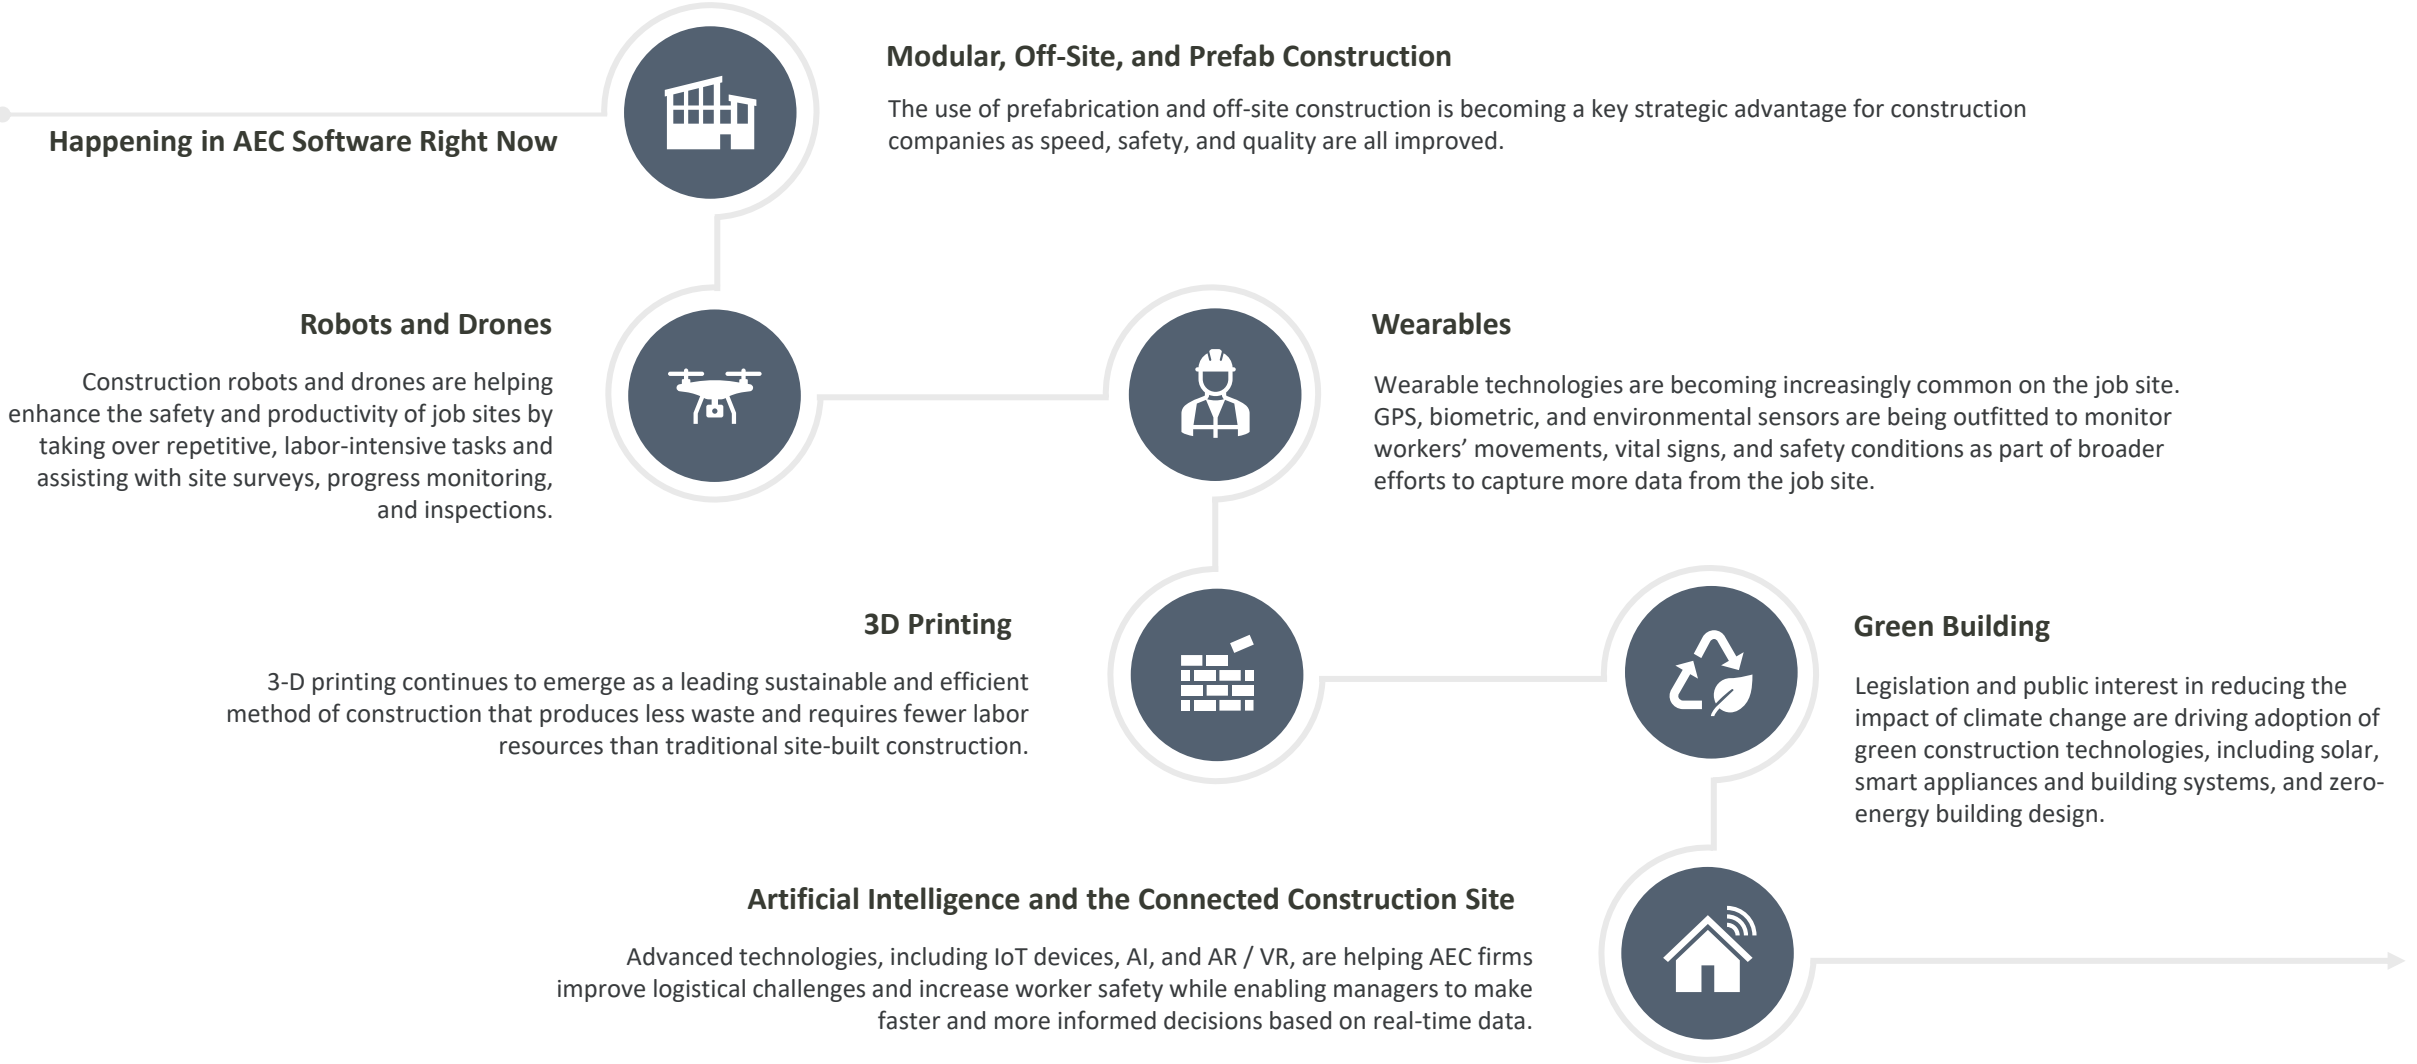 Happening in AEC Software Right Now
Modular, Off-Site, and Prefab Construction
The use of prefabrication and off-site construction is becoming a key strategic advantage for construction
companies as speed, safety, and quality are all improved.
Robots and Drones
Construction robots and drones are helping
enhance the safety and productivity of job sites by
taking over repetitive, labor-intensive tasks and
assisting with site surveys, progress monitoring,
and inspections.
Wearables
Wearable technologies are becoming increasingly common on the job site.
GPS, biometric, and environmental sensors are being outfitted to monitor
workers’ movements, vital signs, and safety conditions as part of broader
efforts to capture more data from the job site.
3D Printing
3-D printing continues to emerge as a leading sustainable and efficient
method of construction that produces less waste and requires fewer labor
resources than traditional site-built construction.
Green Building
Legislation and public interest in reducing the
impact of climate change are driving adoption of
green construction technologies, including solar,
smart appliances and building systems, and zero-
energy building design.
Artificial Intelligence and the Connected Construction Site
Advanced technologies, including IoT devices, AI, and AR / VR, are helping AEC firms
improve logistical challenges and increase worker safety while enabling managers to make
faster and more informed decisions based on real-time data.